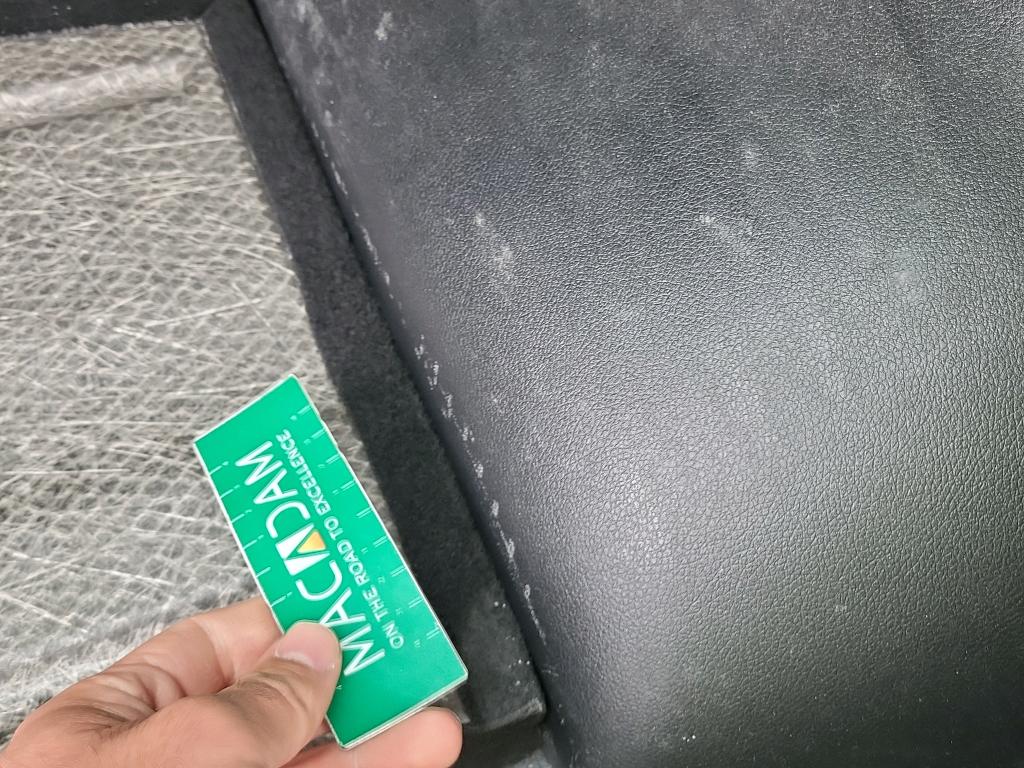 MACADAM
ON THE ROAD TO EXCELLENCE